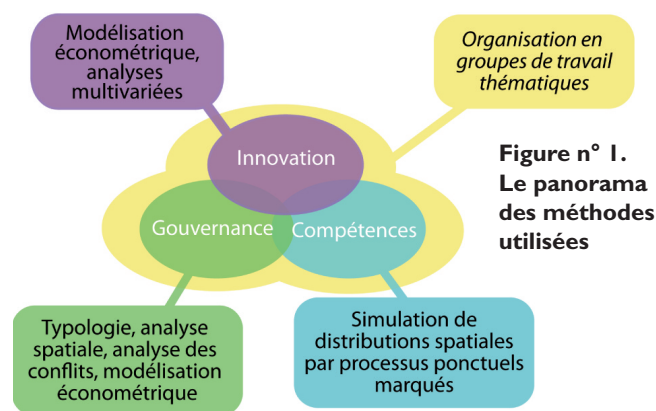 Modélisation
économétrique,
analyses
multivariées
Organisation en
groupes de travail
thématiques
Innovation
Gouvernance
Compétences
Figure n° 1.
Le panorama
des méthodes
utilisées
Typologie, analyse
spatiale, analyse des
conflits, modélisation
économétrique
Simulation de
distributions spatiales
par processus ponctuels
marqués